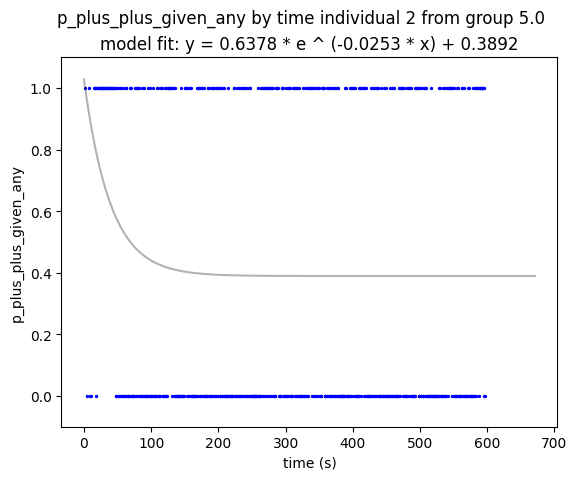 p_plus_plus_given_any by time individual 2 from group 5.0
model fit: y = 0.6378 * e ^ (-0.0253 * x) + 0.3892
1.0
0.8
0.6
0.4
0.2
0.0
p_plus_plus_given_any
0 100 200 300 400 500 600 700
time (s)